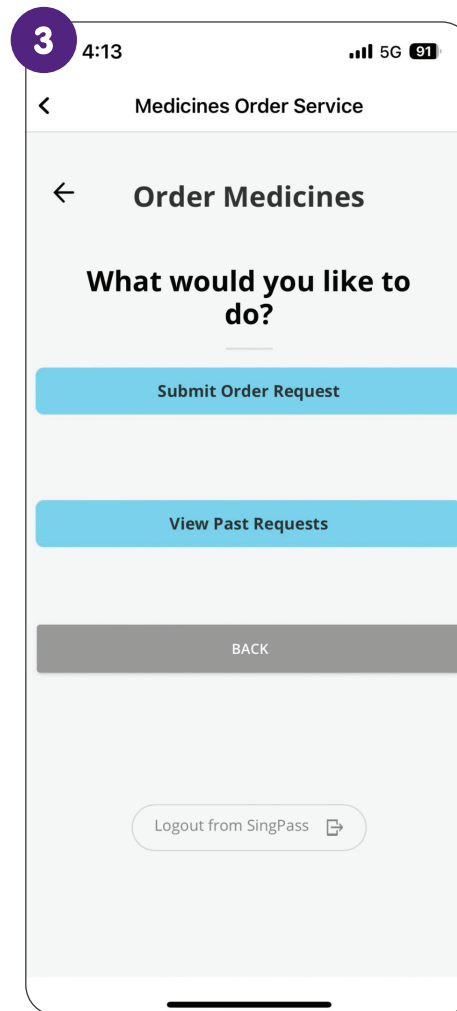 3
4:13
5G 91
Medicines Order Service
Order Medicines
What would you like to
do?
Submit Order Request
View Past Requests
BACK
Logout from SingPass